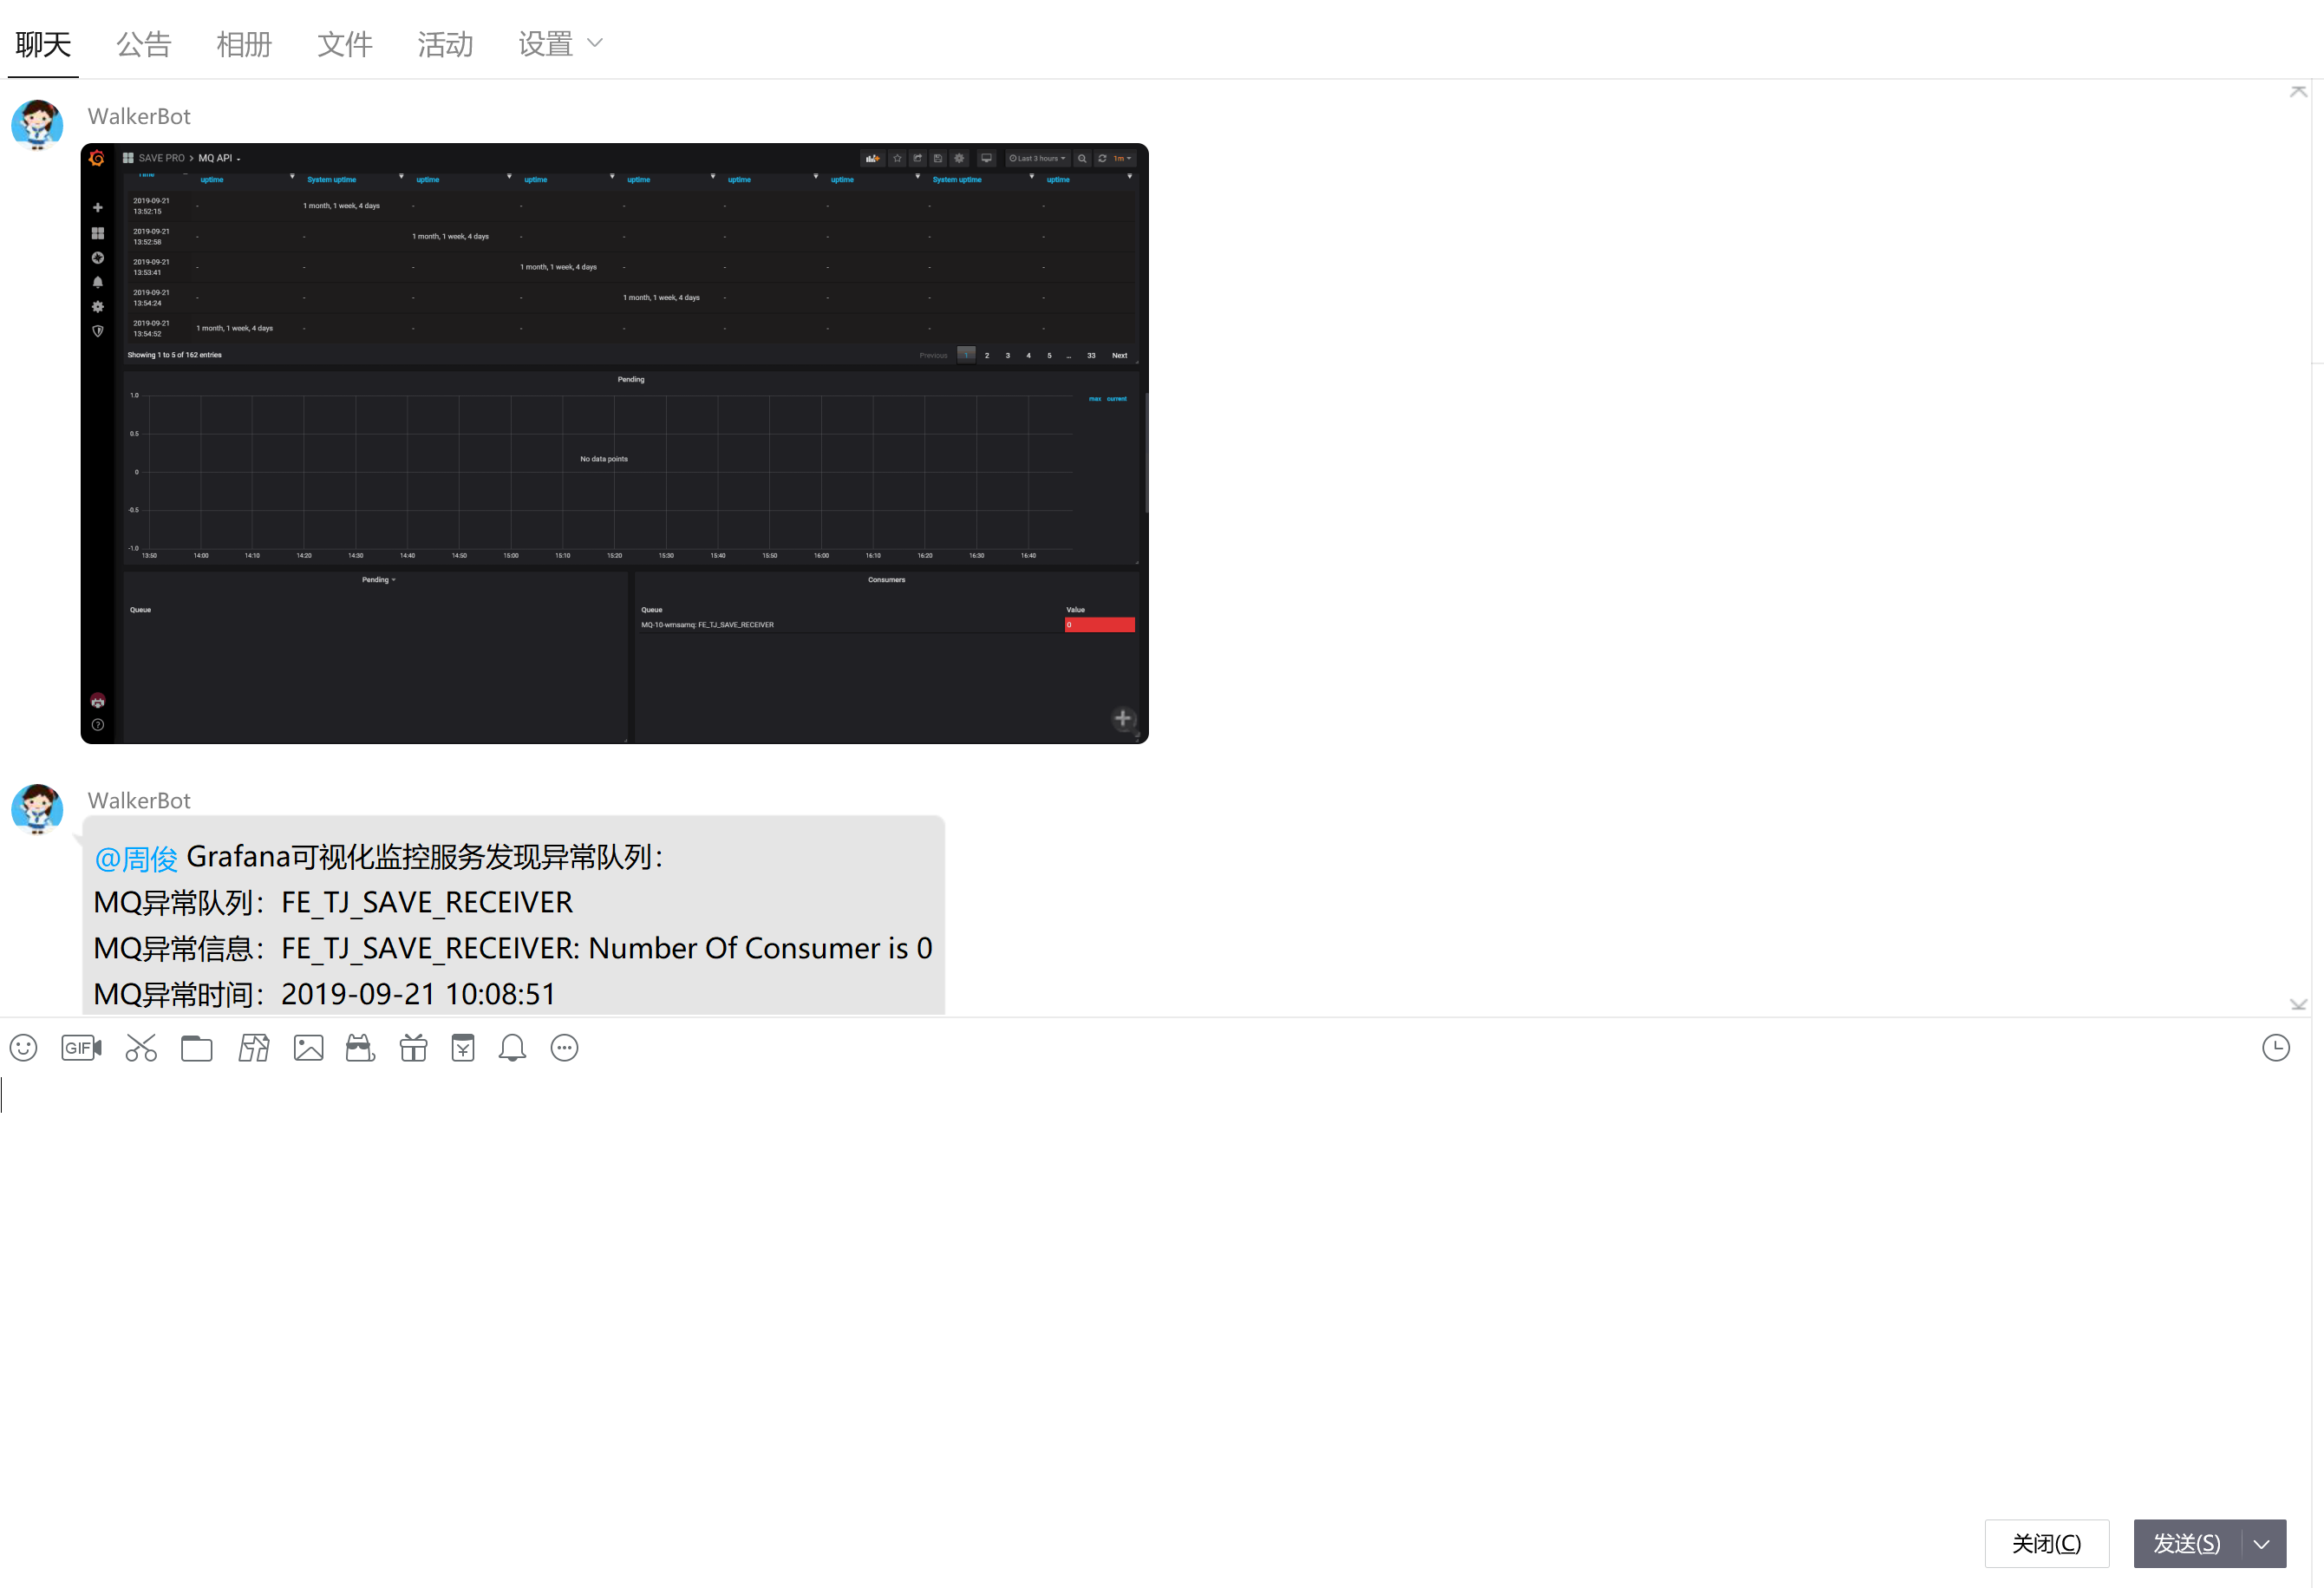 聊天 公告 相册 文件 活动 设置
WalkerBot
SAVE PRO > MQ API
Last 3 hours 1m
Time uptime System uptime uptime uptime uptime uptime uptime System uptime uptime
2019-09-21
13:52:15 - 1 month, 1 week, 4 days - - - - - - -
2019-09-21
13:52:58 - - 1 month, 1 week, 4 days - - - - - -
2019-09-21
13:53:41 - - - 1 month, 1 week, 4 days - - - - -
2019-09-21
13:54:24 - - - - 1 month, 1 week, 4 days - - - -
2019-09-21
13:54:52 1 month, 1 week, 4 days - - - - - - - -
Showing 1 to 5 of 162 entries Previous 1 2 3 4 5 ... 33 Next
Pending
max current
1.0
0.5
No data points
0
-0.5
-1.0
13:50 14:00 14:10 14:20 14:30 14:40 14:50 15:00 15:10 15:20 15:30 15:40 15:50 16:00 16:10 16:20 16:30 16:40
Pending
Queue
Consumers
Queue Value
MQ-10-wmsamq: FE_TJ_SAVE_RECEIVER 0
WalkerBot
@周俊 Grafana可视化监控服务发现异常队列：
MQ异常队列：FE_TJ_SAVE_RECEIVER
MQ异常信息：FE_TJ_SAVE_RECEIVER: Number Of Consumer is 0
MQ异常时间：2019-09-21 10:08:51
GIF
关闭(C) 发送(S)